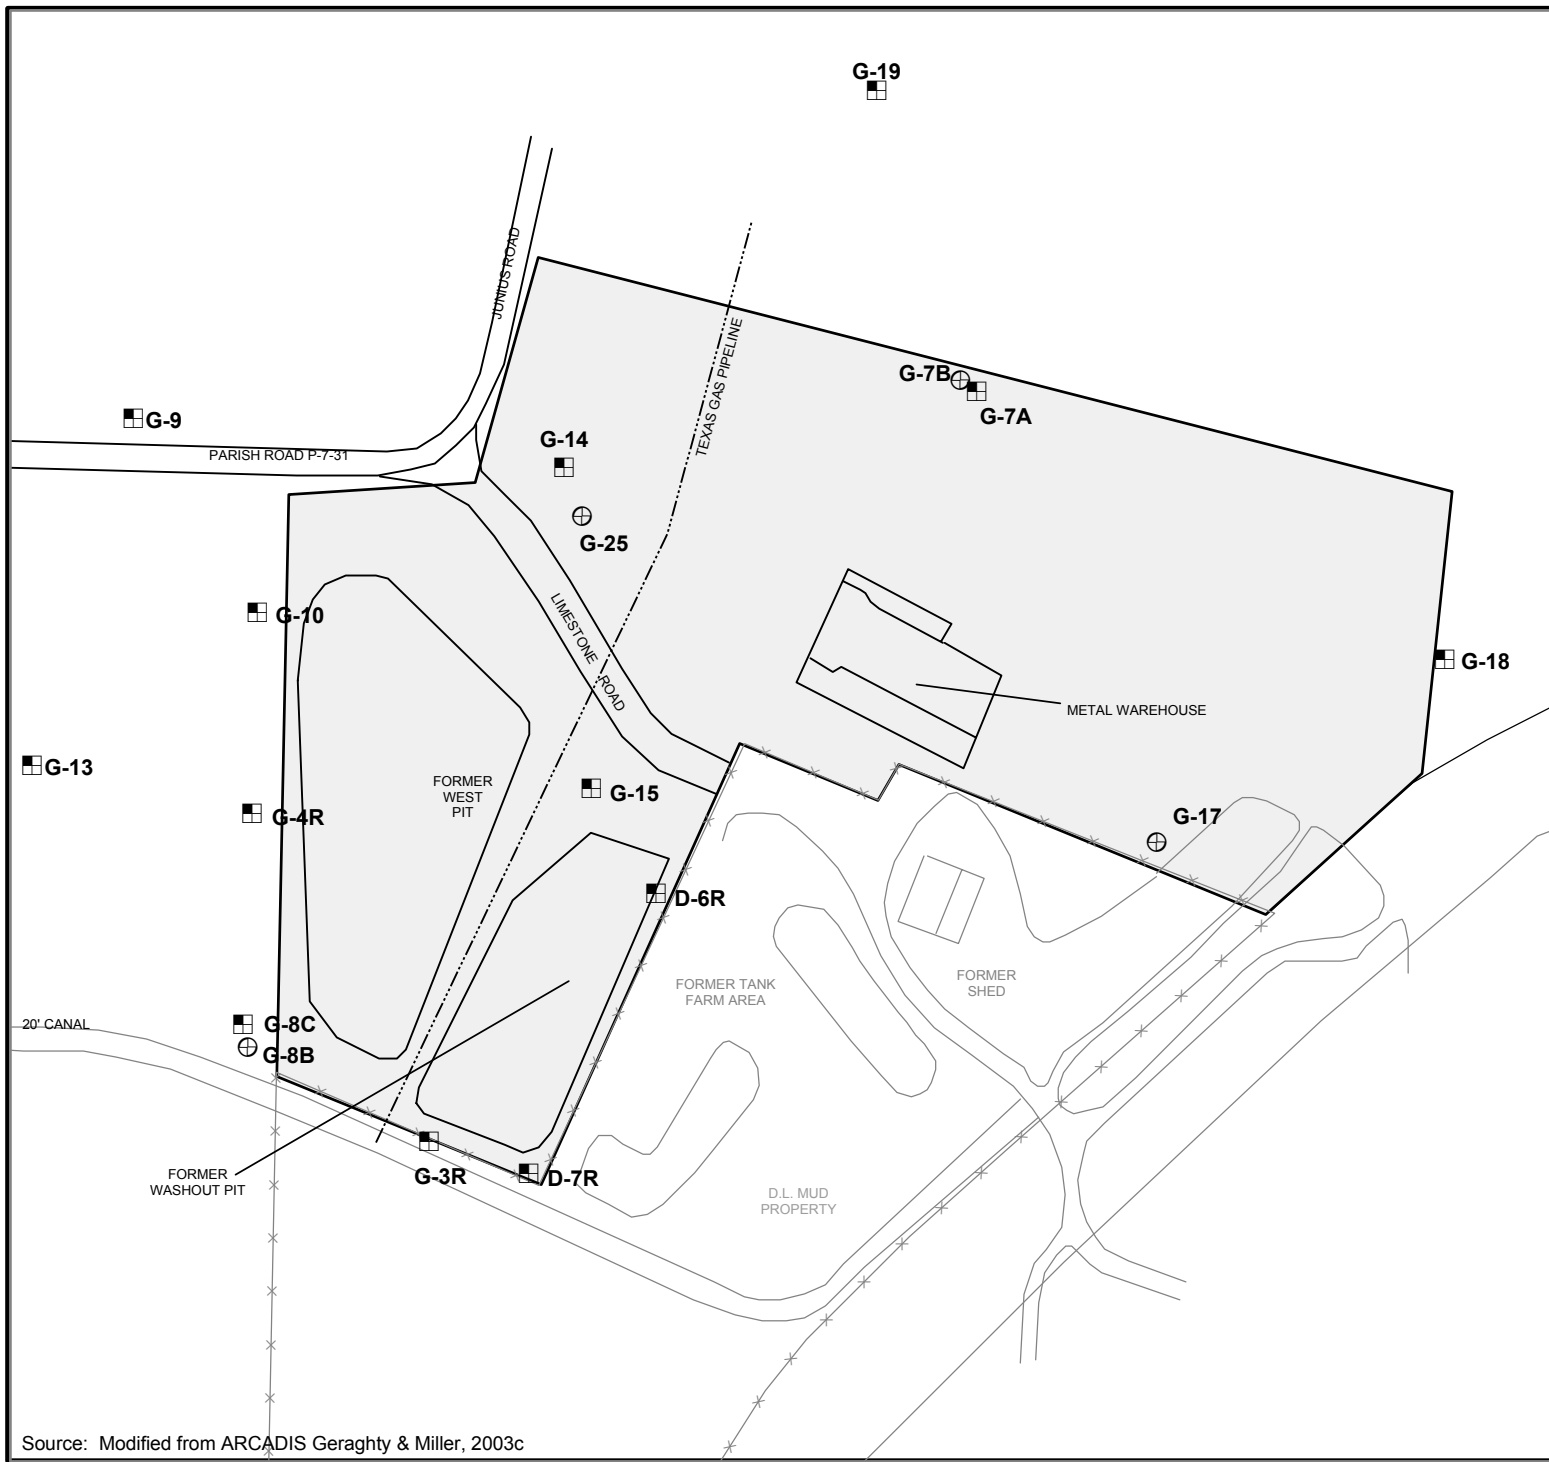 G-19
JUNIUS ROAD
TEXAS GAS PIPELINE
G-7B
G-7A
G-9
PARISH ROAD P-7-31
G-14
G-25
LIMESTONE ROAD
G-10
G-18
METAL WAREHOUSE
G-13
FORMER
WEST
PIT
G-15
G-4R
G-17
D-6R
FORMER TANK
FARM AREA
FORMER
SHED
20' CANAL
G-8C
G-8B
FORMER
WASHOUT PIT
G-3R
D-7R
D.L. MUD
PROPERTY
Source: Modified from ARCADIS Geraghty & Miller, 2003c